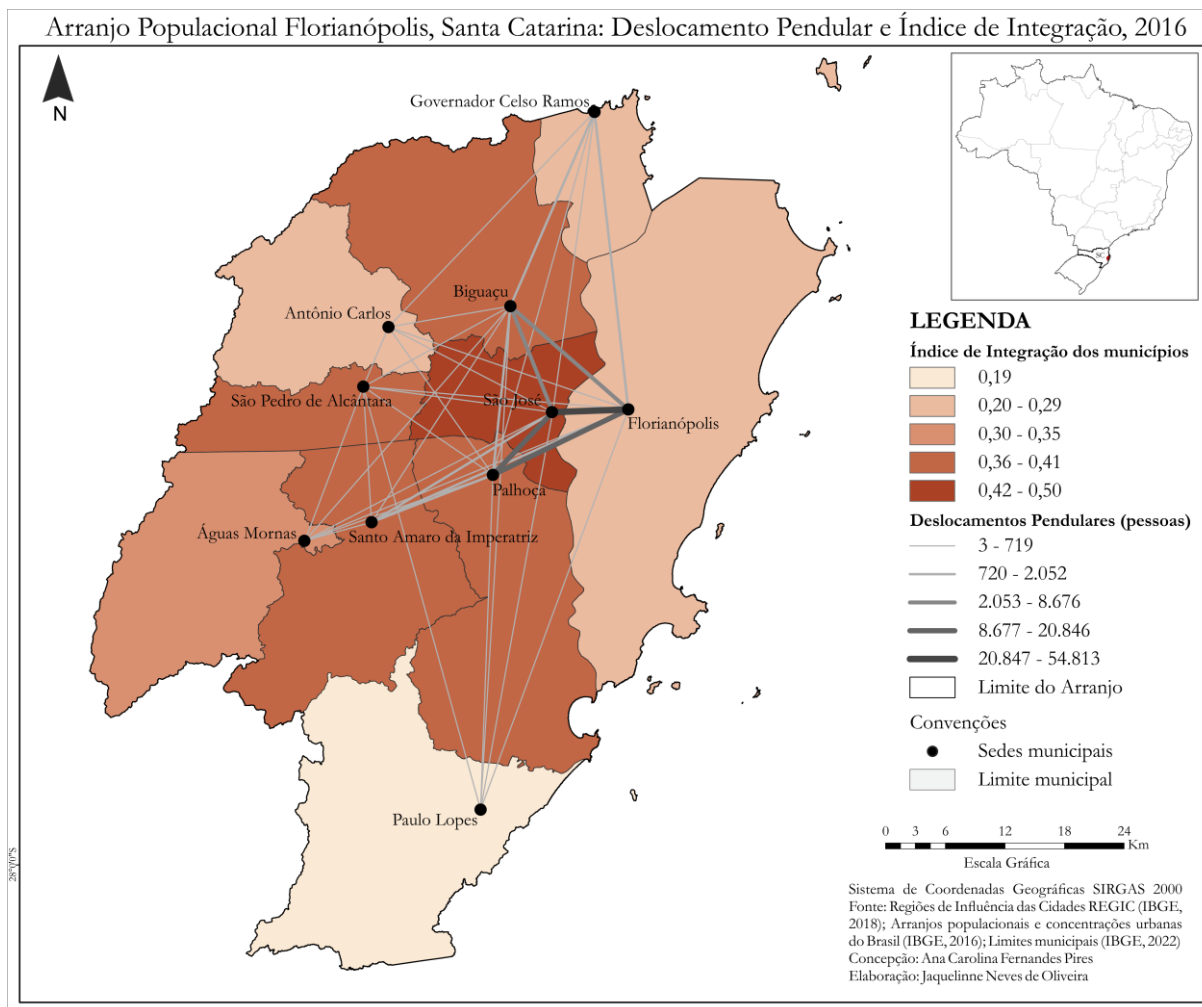 Arranjo Populacional Florianópolis, Santa Catarina: Deslocamento Pendular e Índice de Integração, 2016
N
Governador Celso Ramos
Biguaçu
Antônio Carlos
São Pedro de Alcântara
São José
Florianópolis
Palhoça
Águas Mornas
Santo Amaro da Imperatriz
Paulo Lopes
28°0'0"S
SC
LEGENDA
Índice de Integração dos municípios
0,19
0,20 - 0,29
0,30 - 0,35
0,36 - 0,41
0,42 - 0,50
Deslocamentos Pendulares (pessoas)
3 - 719
720 - 2.052
2.053 - 8.676
8.677 - 20.846
20.847 - 54.813
Limite do Arranjo
Convenções
Sedes municipais
Limite municipal
0 3 6 12 18 24
Km
Escala Gráfica
Sistema de Coordenadas Geográficas SIRGAS 2000
Fonte: Regiões de Influência das Cidades REGIC (IBGE,
2018); Arranjos populacionais e concentrações urbanas
do Brasil (IBGE, 2016); Limites municipais (IBGE, 2022)
Concepção: Ana Carolina Fernandes Pires
Elaboração: Jaquelinne Neves de Oliveira